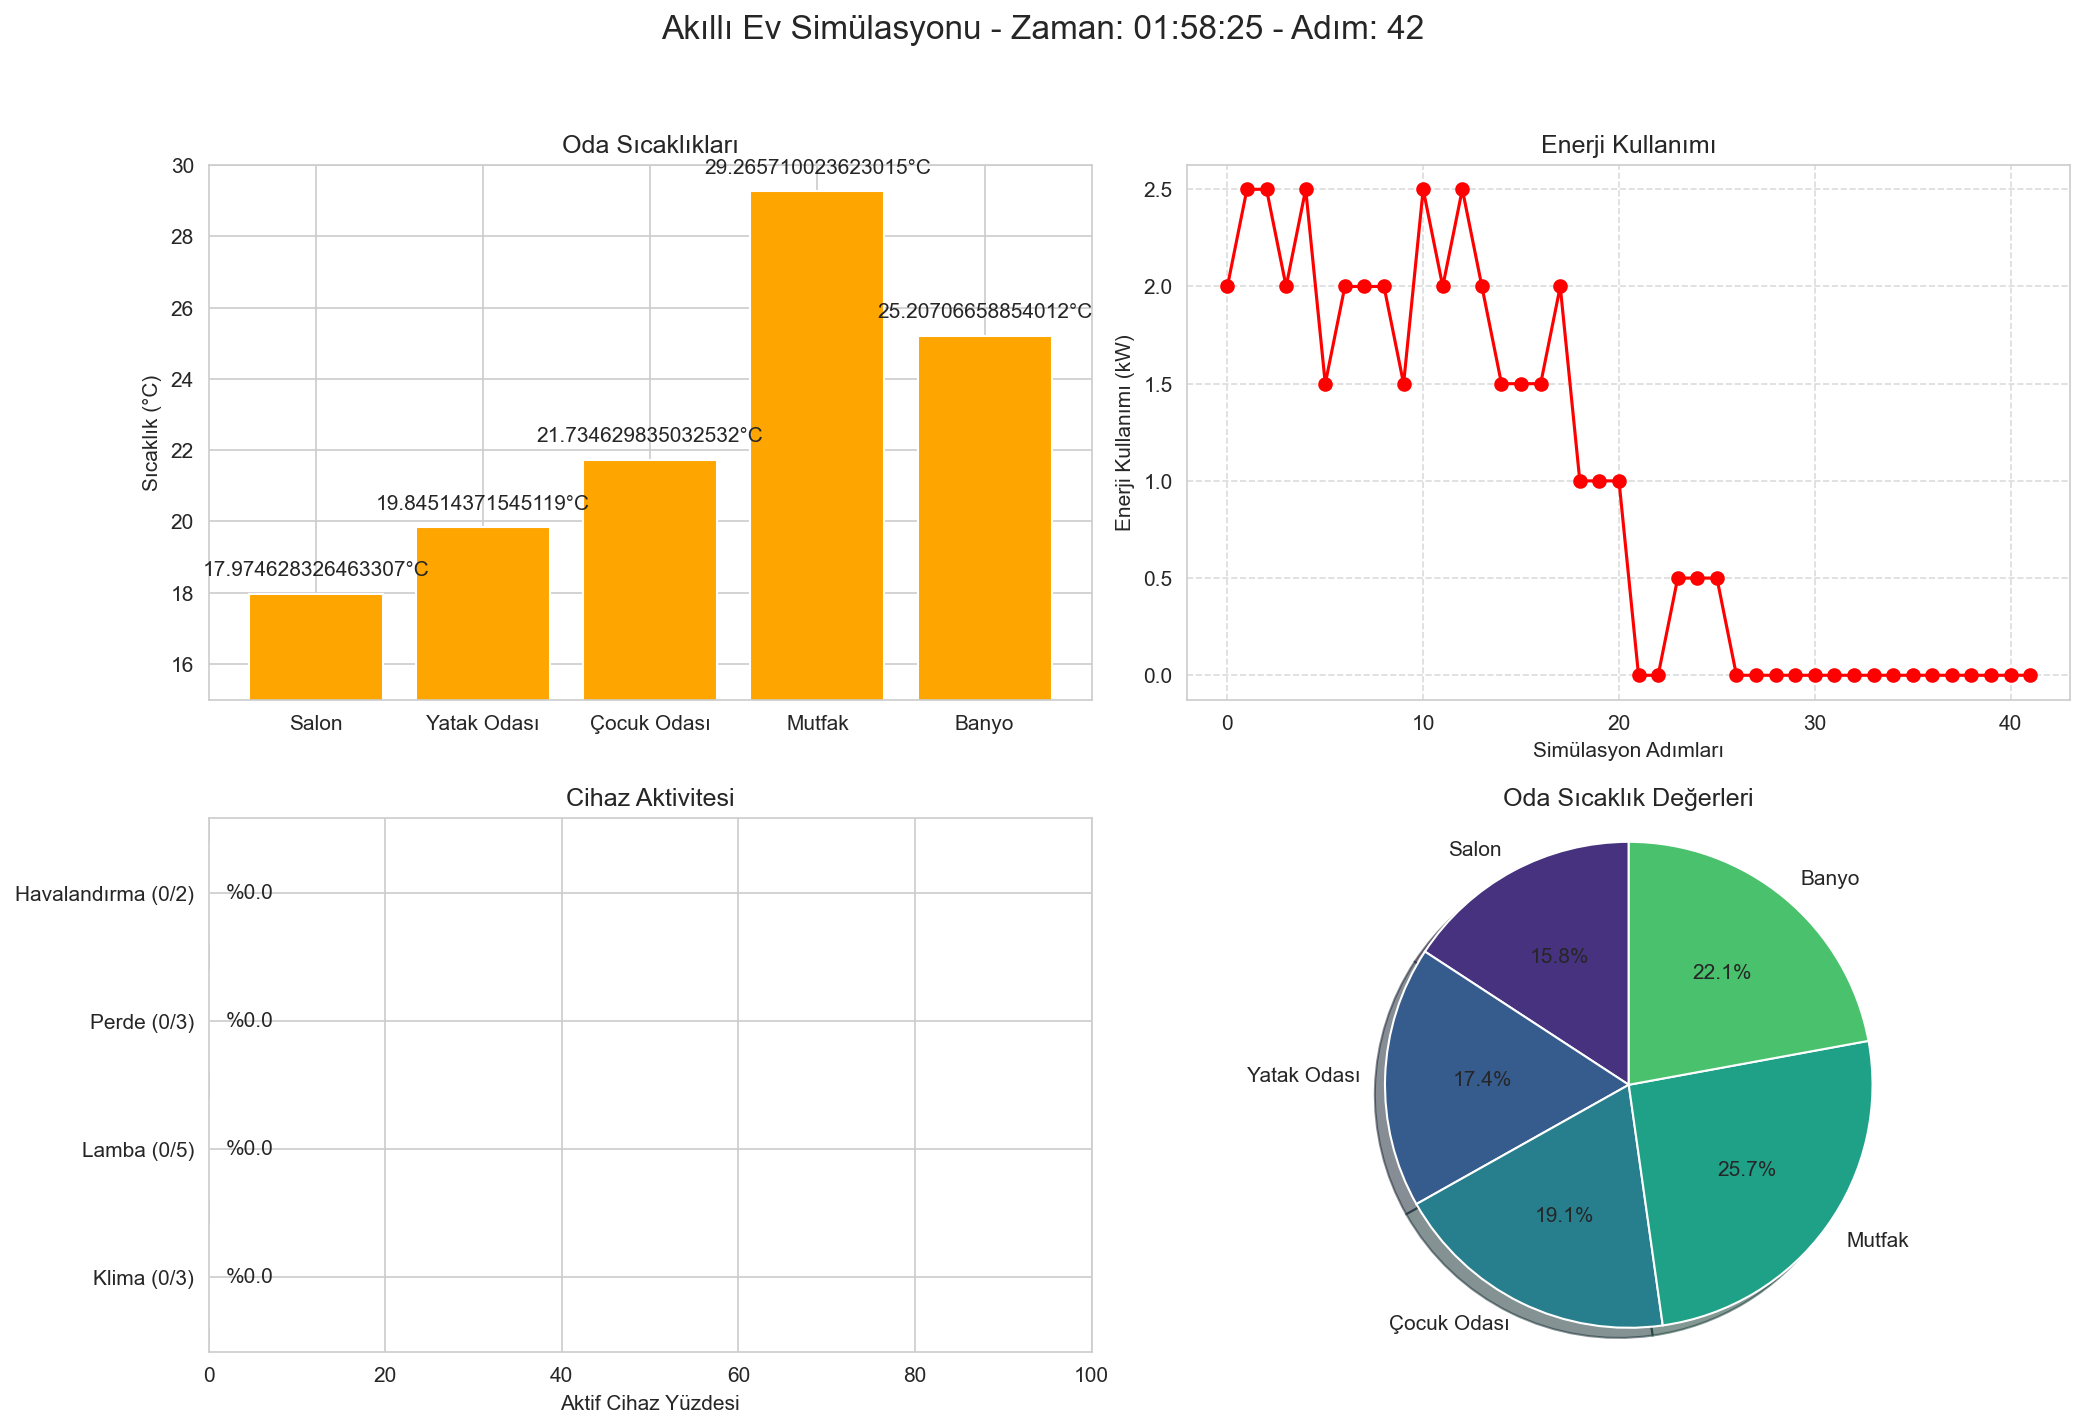 Akıllı Ev Simülasyonu - Zaman: 01:58:25 - Adım: 42
Oda Sıcaklıkları
30
28
26
24
22
20
18
16
Sıcaklık (°C)
17.974628326463307°C
19.84514371545119°C
21.734629835032532°C
29.265710023623015°C
25.20706658854012°C
Salon
Yatak Odası
Çocuk Odası
Mutfak
Banyo
Enerji Kullanımı
2.5
2.0
1.5
1.0
0.5
0.0
Enerji Kullanımı (kW)
0
10
20
30
40
Simülasyon Adımları
Cihaz Aktivitesi
Havalandırma (0/2)
%0.0
Perde (0/3)
%0.0
Lamba (0/5)
%0.0
Klima (0/3)
%0.0
0
20
40
60
80
100
Aktif Cihaz Yüzdesi
Oda Sıcaklık Değerleri
Salon
15.8%
Yatak Odası
17.4%
Çocuk Odası
19.1%
Mutfak
25.7%
Banyo
22.1%